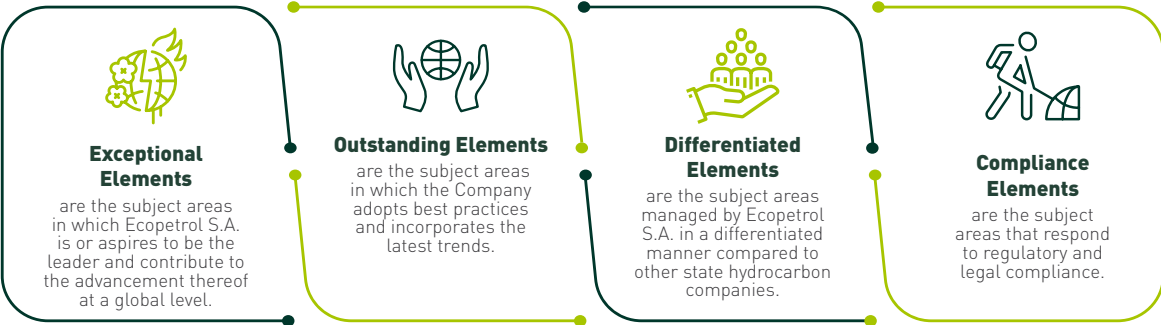 Exceptional
Elements
are the subject areas
in which Ecopetrol S.A.
is or aspires to be the
leader and contribute to
the advancement thereof
at a global level.
Outstanding Elements
are the subject areas
in which the Company
adopts best practices
and incorporates the
latest trends.
Differentiated
Elements
are the subject areas
managed by Ecopetrol
S.A. in a differentiated
manner compared to
other state hydrocarbon
companies.
Compliance
Elements
are the subject
areas that respond
to regulatory and
legal compliance.